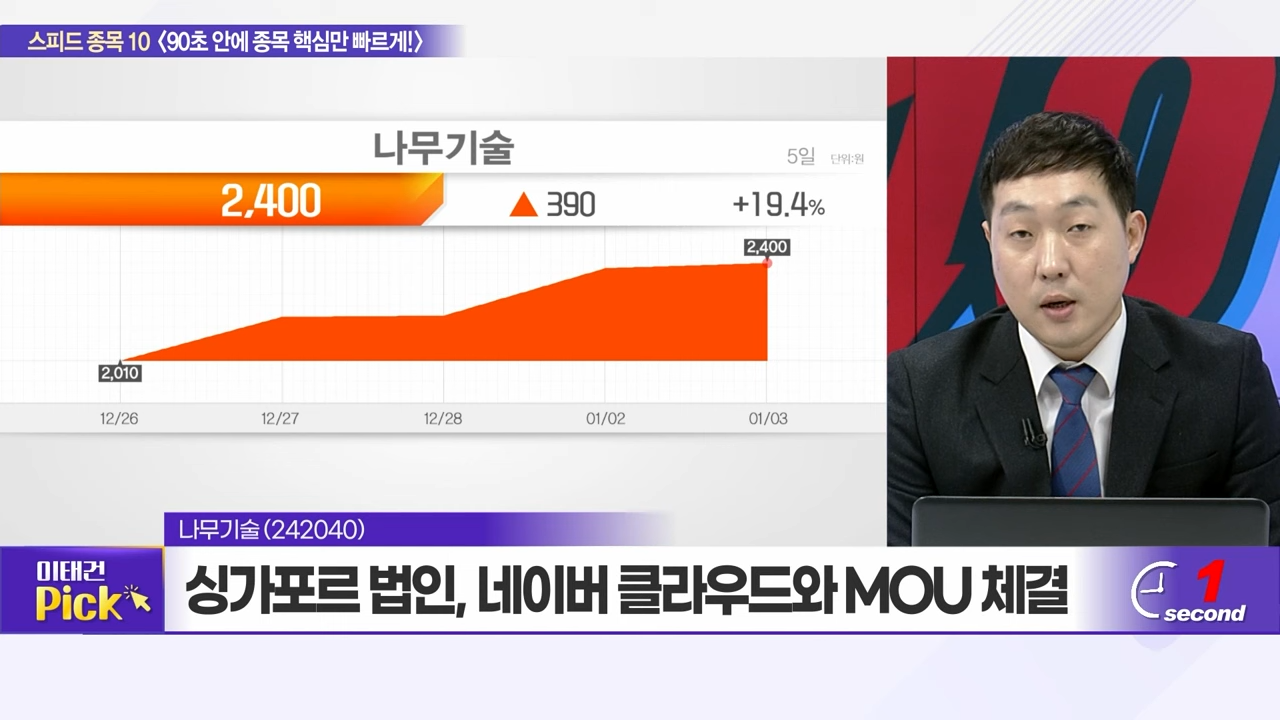 스피드 종목 10 <90초 안에 종목 핵심만 빠르게!>
나무기술
5일 단위:원
2,400 ▲ 390 +19.4%
2,400
2,010
12/26 12/27 12/28 01/02 01/03
나무기술(242040)
이태건
Pick
싱가포르 법인, 네이버 클라우드와 MOU 체결
1
second
10